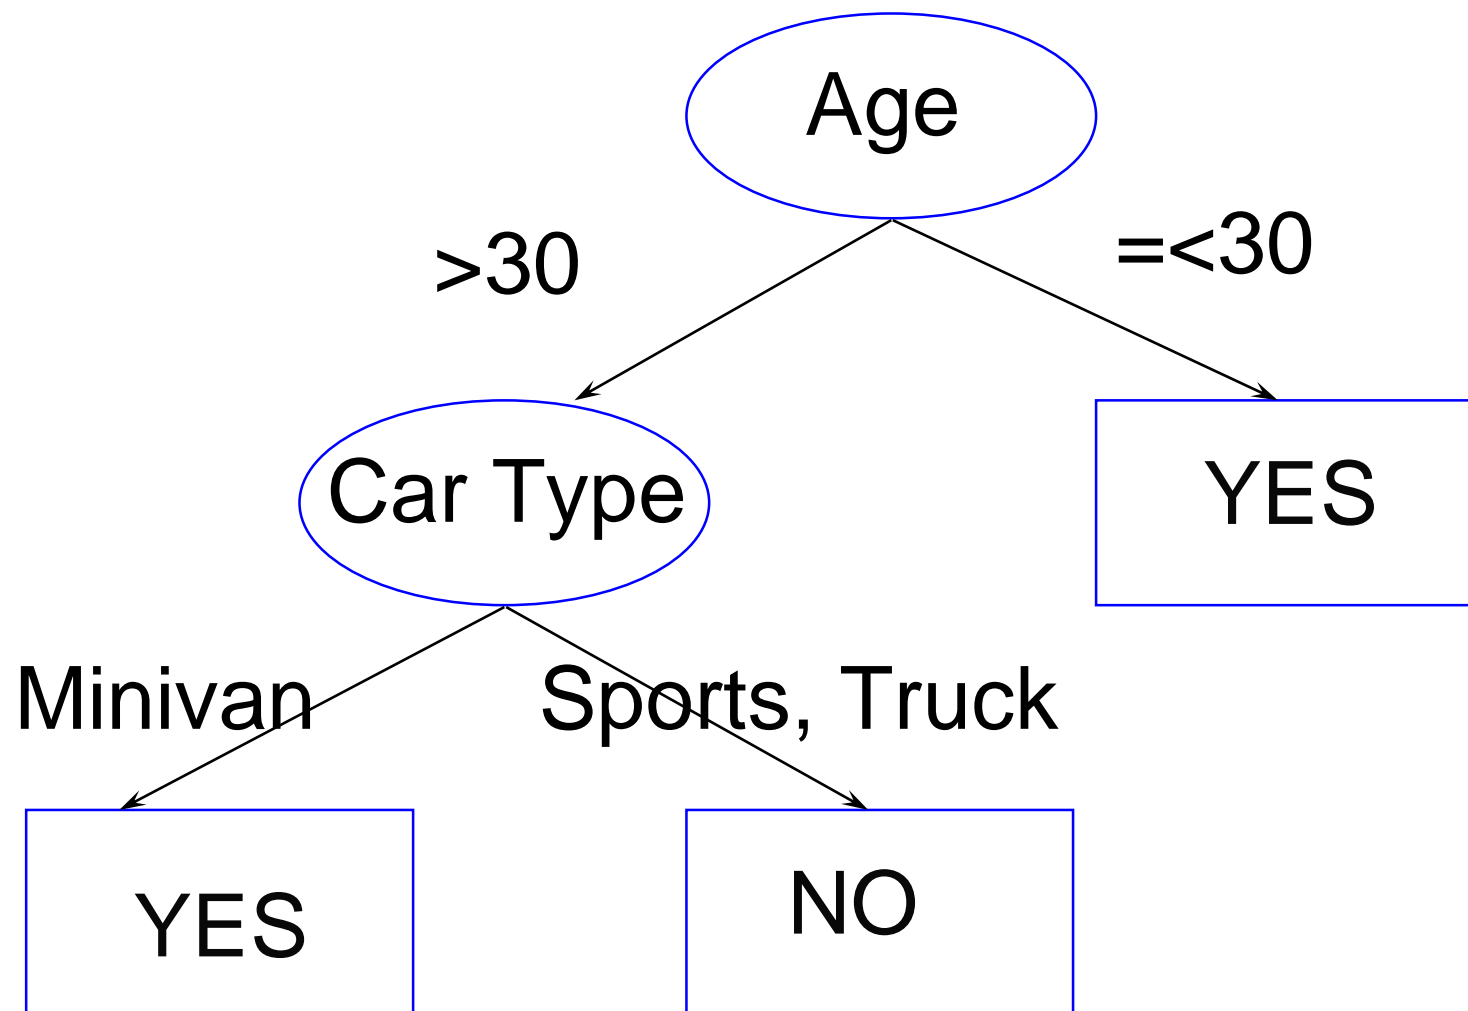 Age
>30
=<30
Car Type
YES
Minivan
Sports, Truck
YES
NO